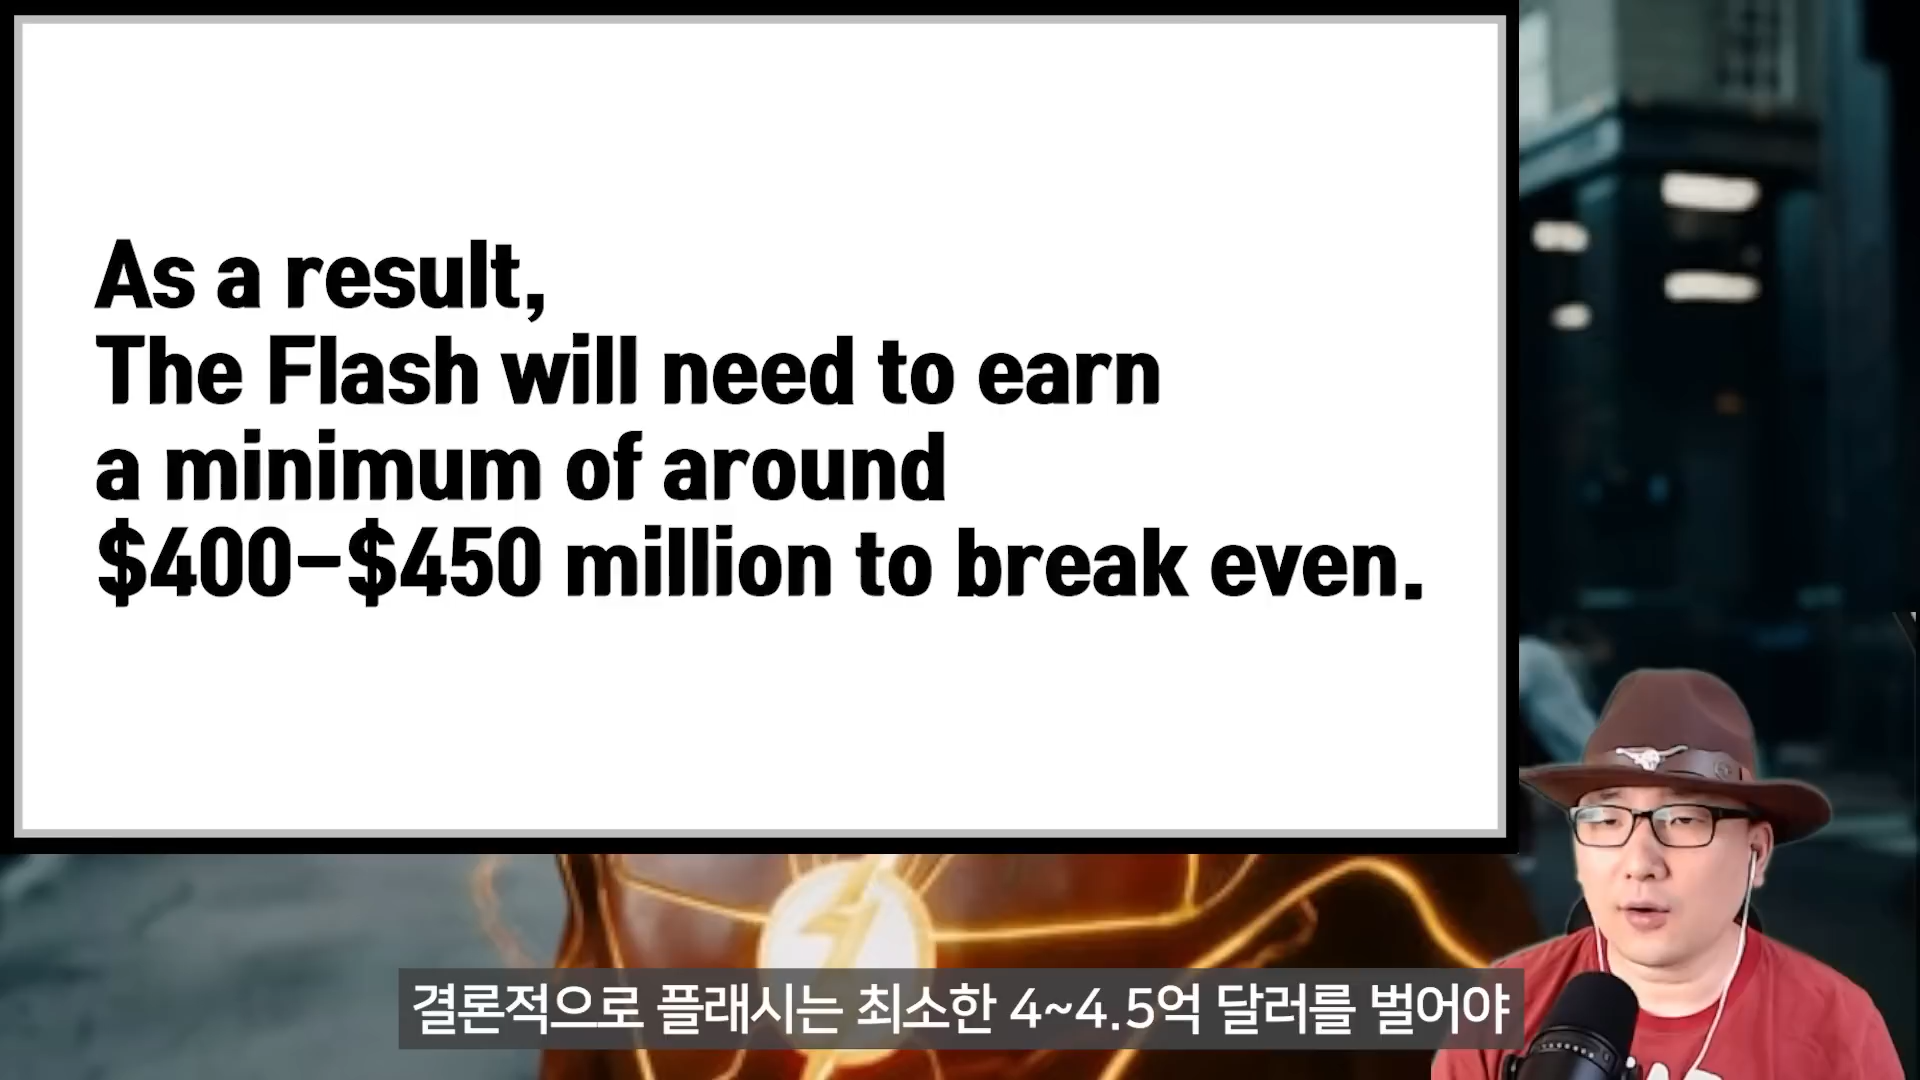 As a result,
The Flash will need to earn
a minimum of around
$400-$450 million to break even.
결론적으로 플래시는 최소한 4~4.5억 달러를 벌어야